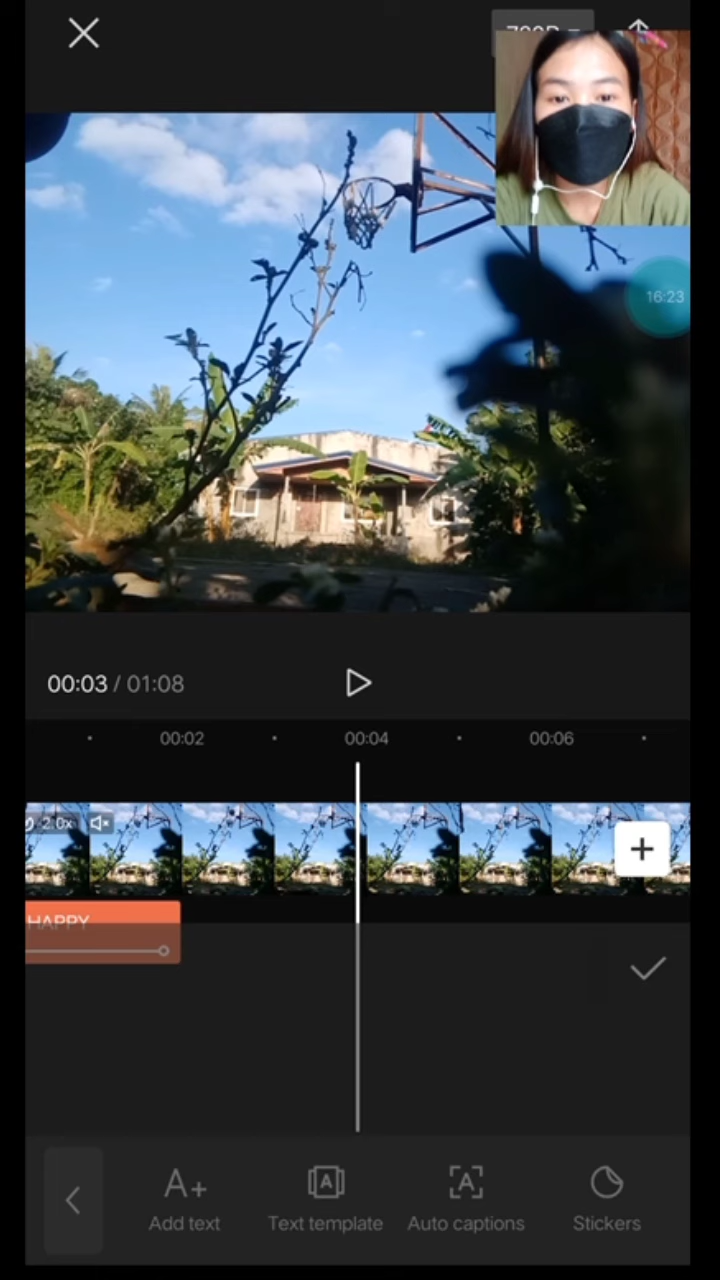 16:23
00:03 / 01:08
00:02
00:04
00:06
2.0x
HAPPY
Add text
Text template
Auto captions
Stickers